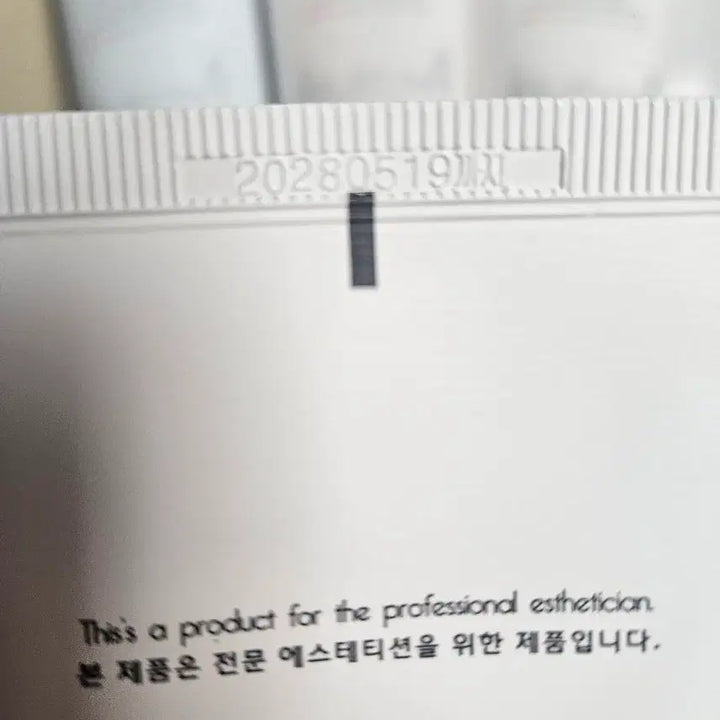 20280519까지
This's a product for the professional esthetician.
본 제품은 전문 에스테티션을 위한 제품입니다.